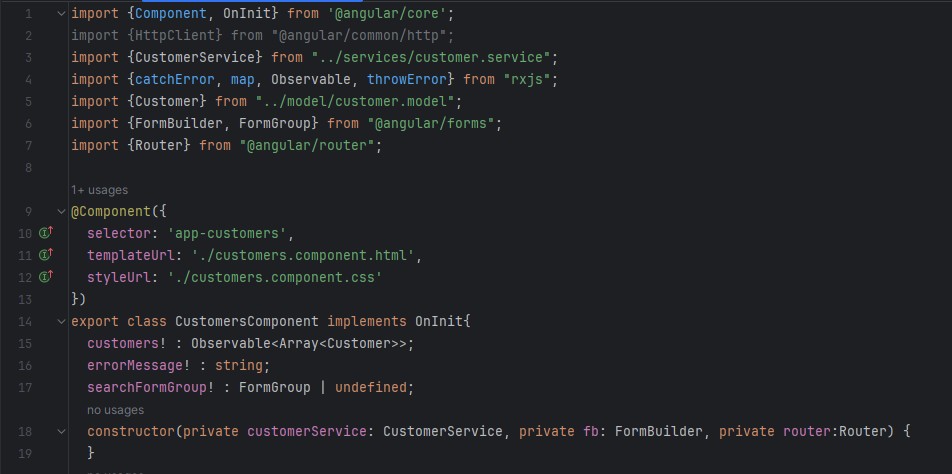 1 import {Component, OnInit} from '@angular/core';
2 import {HttpClient} from "@angular/common/http";
3 import {CustomerService} from "../services/customer.service";
4 import {catchError, map, Observable, throwError} from "rxjs";
5 import {Customer} from "../model/customer.model";
6 import {FormBuilder, FormGroup} from "@angular/forms";
7 import {Router} from "@angular/router";
8
1+ usages
9 @Component({
10 selector: 'app-customers',
11 templateUrl: './customers.component.html',
12 styleUrl: './customers.component.css'
13 })
14 export class CustomersComponent implements OnInit{
15 customers! : Observable<Array<Customer>>;
16 errorMessage! : string;
17 searchFormGroup! : FormGroup | undefined;
no usages
18 constructor(private customerService: CustomerService, private fb: FormBuilder, private router:Router) {
19 }